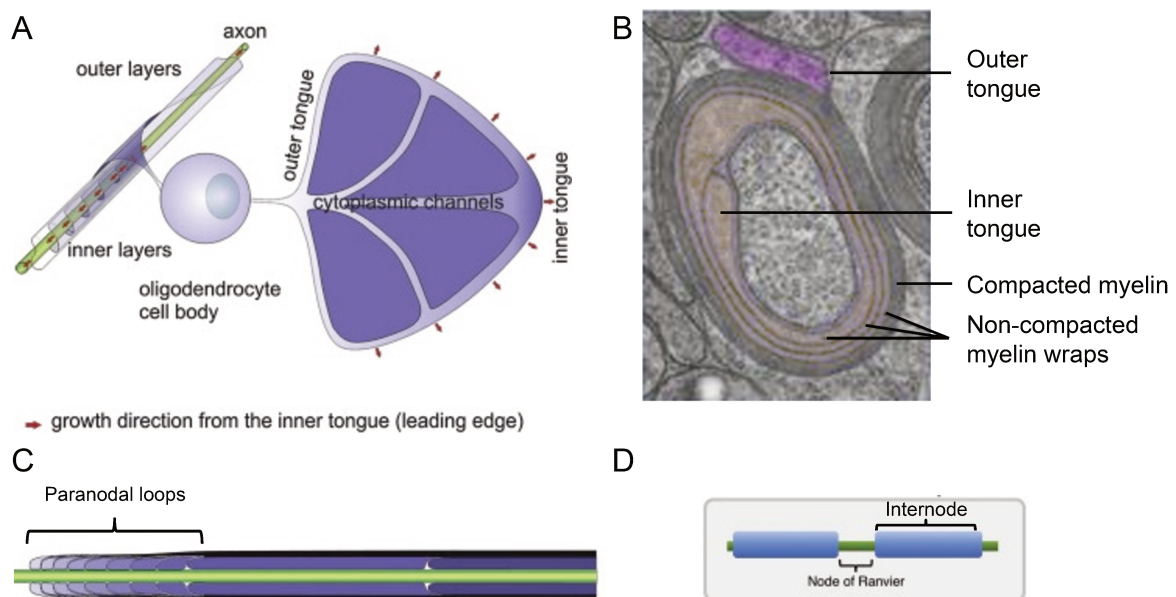 A
axon
outer layers
outer tongue
cytoplasmic channels
inner tongue
inner layers
oligodendrocyte
cell body
growth direction from the inner tongue (leading edge)
B
Outer
tongue
Inner
tongue
Compacted myelin
Non-compacted
myelin wraps
C
Paranodal loops
D
Internode
Node of Ranvier